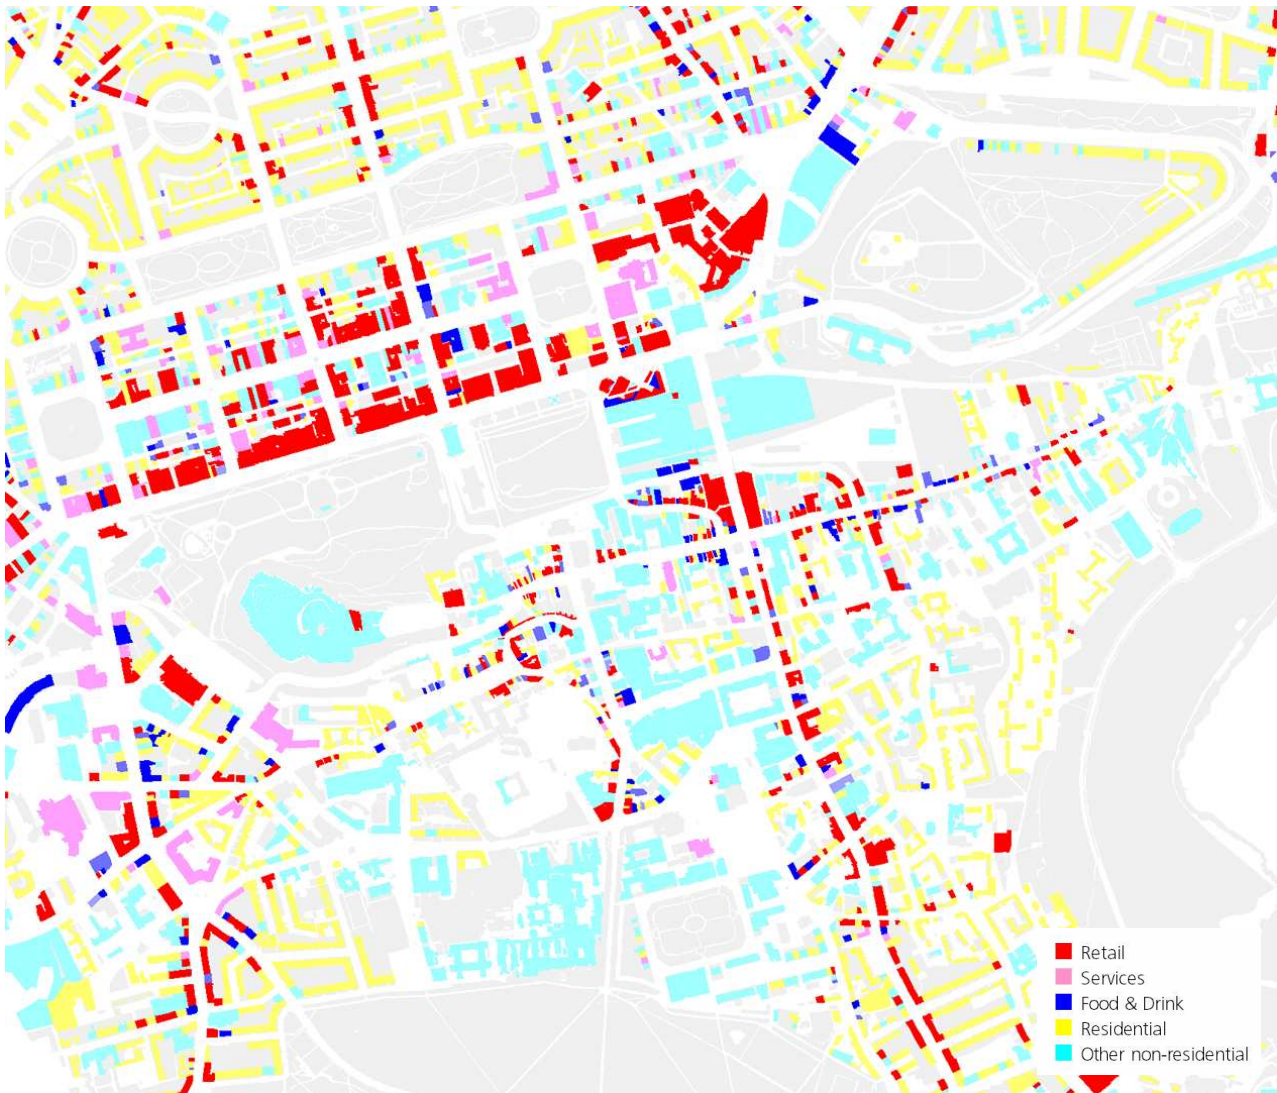 Retail
Services
Food & Drink
Residential
Other non-residential